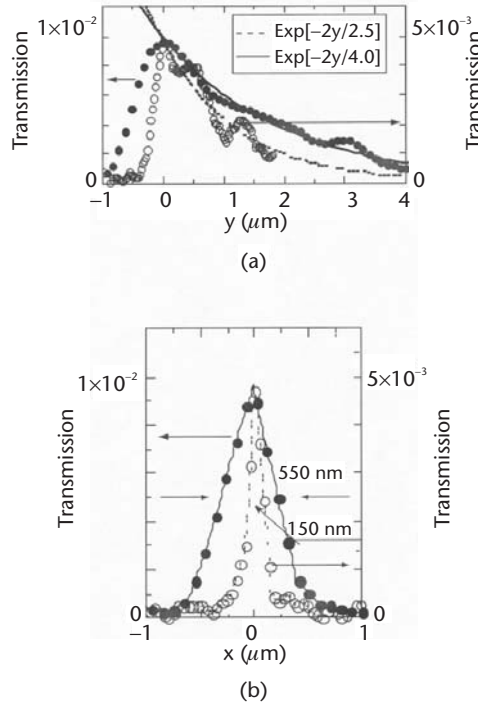 1×10⁻²
5×10⁻³
Exp[−2y/2.5]
Exp[−2y/4.0]
Transmission
Transmission
0
0
−1 0 1 2 3 4
y (μm)
(a)
1×10⁻²
5×10⁻³
Transmission
Transmission
550 nm
150 nm
0
0
−1 0 1
x (μm)
(b)